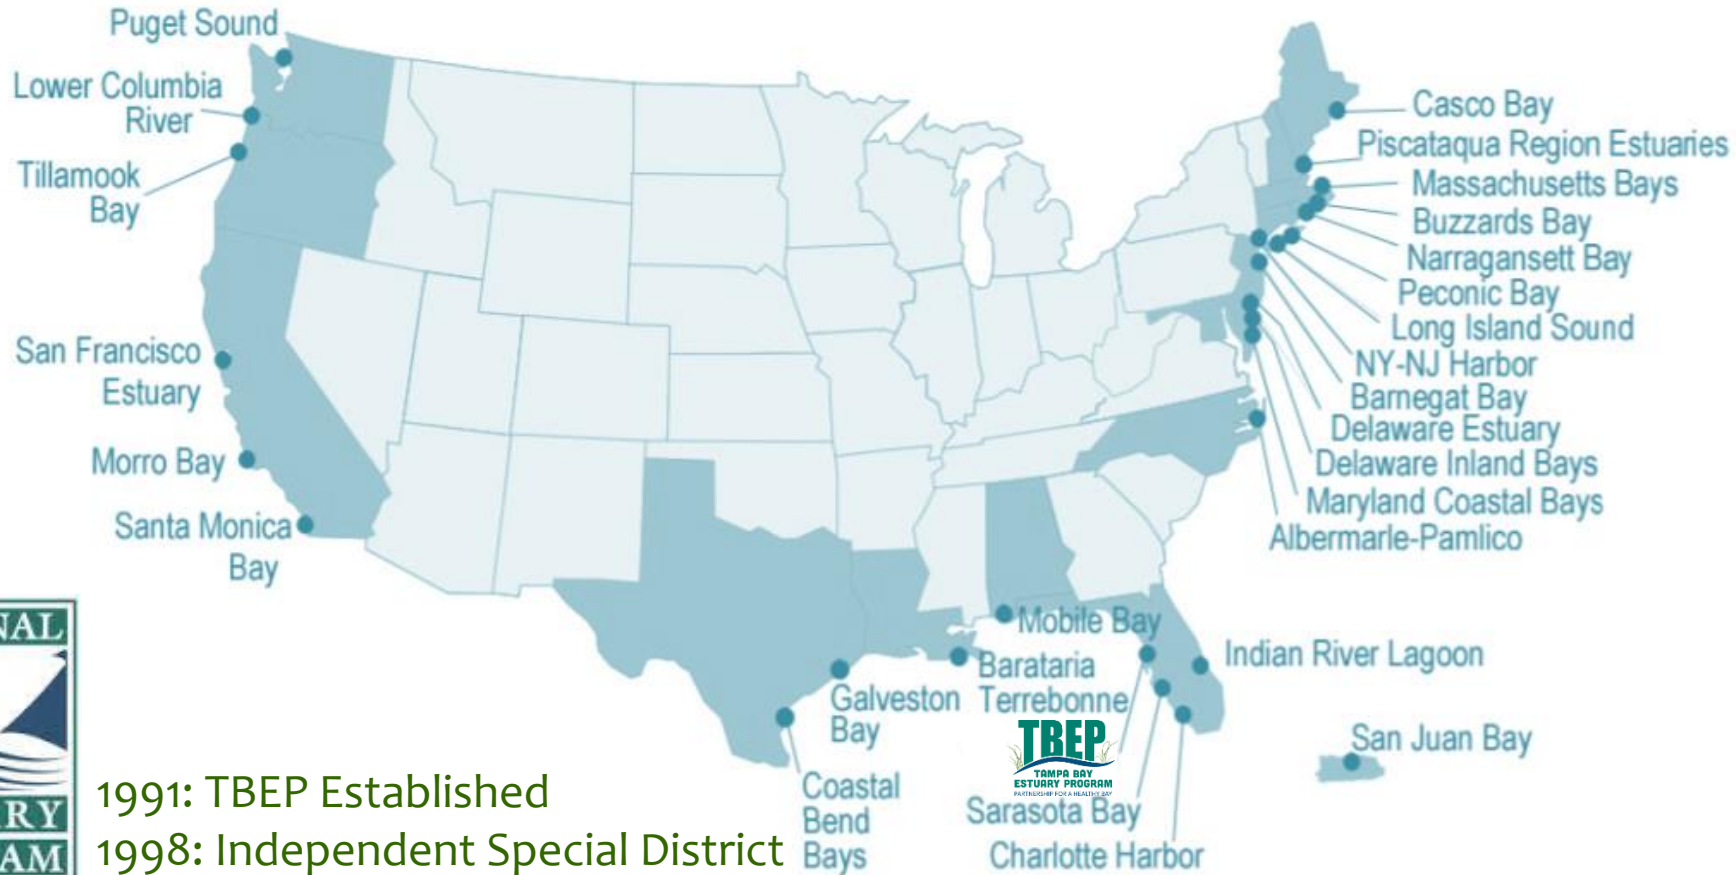 Puget Sound
Lower Columbia
River
Tillamook
Bay
San Francisco
Estuary
Morro Bay
Santa Monica
Bay
Casco Bay
Piscataqua Region Estuaries
Massachusetts Bays
Buzzards Bay
Narragansett Bay
Peconic Bay
Long Island Sound
NY-NJ Harbor
Barnegat Bay
Delaware Estuary
Delaware Inland Bays
Maryland Coastal Bays
Albermarle-Pamlico
Mobile Bay
Barataria
Terrebonne
Galveston
Bay
Coastal
Bend
Bays
Indian River Lagoon
San Juan Bay
TBEP
TAMPA BAY
ESTUARY PROGRAM
PARTNERSHIP FOR A HEALTHY BAY
Sarasota Bay
Charlotte Harbor
NAL
RY
AM
1991: TBEP Established
1998: Independent Special District